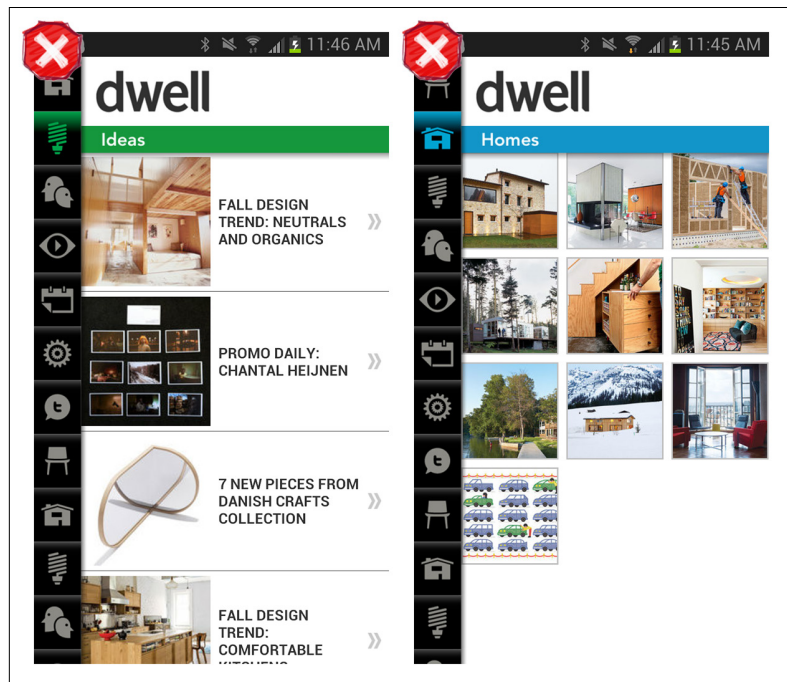 11:46 AM
dwell
Ideas
FALL DESIGN
TREND: NEUTRALS
AND ORGANICS
PROMO DAILY:
CHANTAL HEIJNEN
7 NEW PIECES FROM
DANISH CRAFTS
COLLECTION
FALL DESIGN
TREND:
COMFORTABLE
KITCHENS
11:45 AM
dwell
Homes